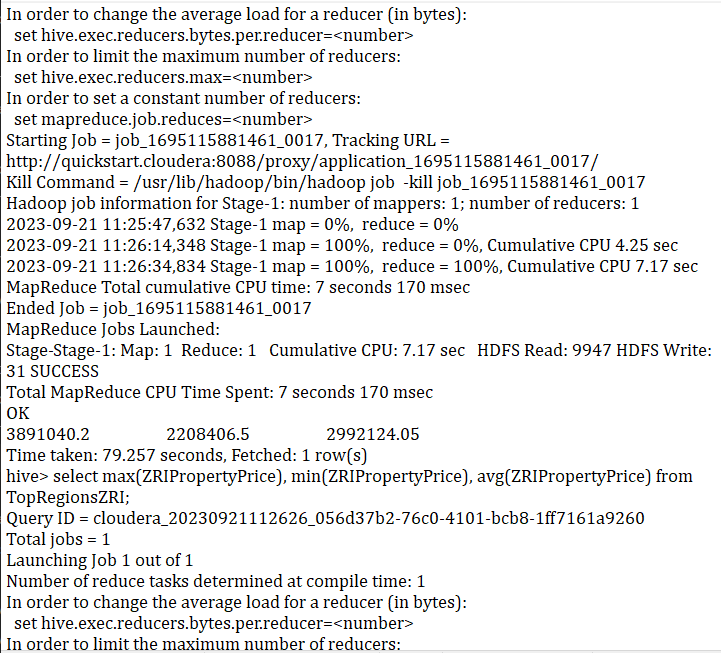 In order to change the average load for a reducer (in bytes):
  set hive.exec.reducers.bytes.per.reducer=<number>
In order to limit the maximum number of reducers:
  set hive.exec.reducers.max=<number>
In order to set a constant number of reducers:
  set mapreduce.job.reduces=<number>
Starting Job = job_1695115881461_0017, Tracking URL =
http://quickstart.cloudera:8088/proxy/application_1695115881461_0017/
Kill Command = /usr/lib/hadoop/bin/hadoop job  -kill job_1695115881461_0017
Hadoop job information for Stage-1: number of mappers: 1; number of reducers: 1
2023-09-21 11:25:47,632 Stage-1 map = 0%,  reduce = 0%
2023-09-21 11:26:14,348 Stage-1 map = 100%,  reduce = 0%, Cumulative CPU 4.25 sec
2023-09-21 11:26:34,834 Stage-1 map = 100%,  reduce = 100%, Cumulative CPU 7.17 sec
MapReduce Total cumulative CPU time: 7 seconds 170 msec
Ended Job = job_1695115881461_0017
MapReduce Jobs Launched:
Stage-Stage-1: Map: 1  Reduce: 1   Cumulative CPU: 7.17 sec   HDFS Read: 9947 HDFS Write:
31 SUCCESS
Total MapReduce CPU Time Spent: 7 seconds 170 msec
OK
3891040.2	2208406.5	2992124.05
Time taken: 79.257 seconds, Fetched: 1 row(s)
hive> select max(ZRIPropertyPrice), min(ZRIPropertyPrice), avg(ZRIPropertyPrice) from
TopRegionsZRI;
Query ID = cloudera_20230921112626_056d37b2-76c0-4101-bcb8-1ff7161a9260
Total jobs = 1
Launching Job 1 out of 1
Number of reduce tasks determined at compile time: 1
In order to change the average load for a reducer (in bytes):
  set hive.exec.reducers.bytes.per.reducer=<number>
In order to limit the maximum number of reducers: